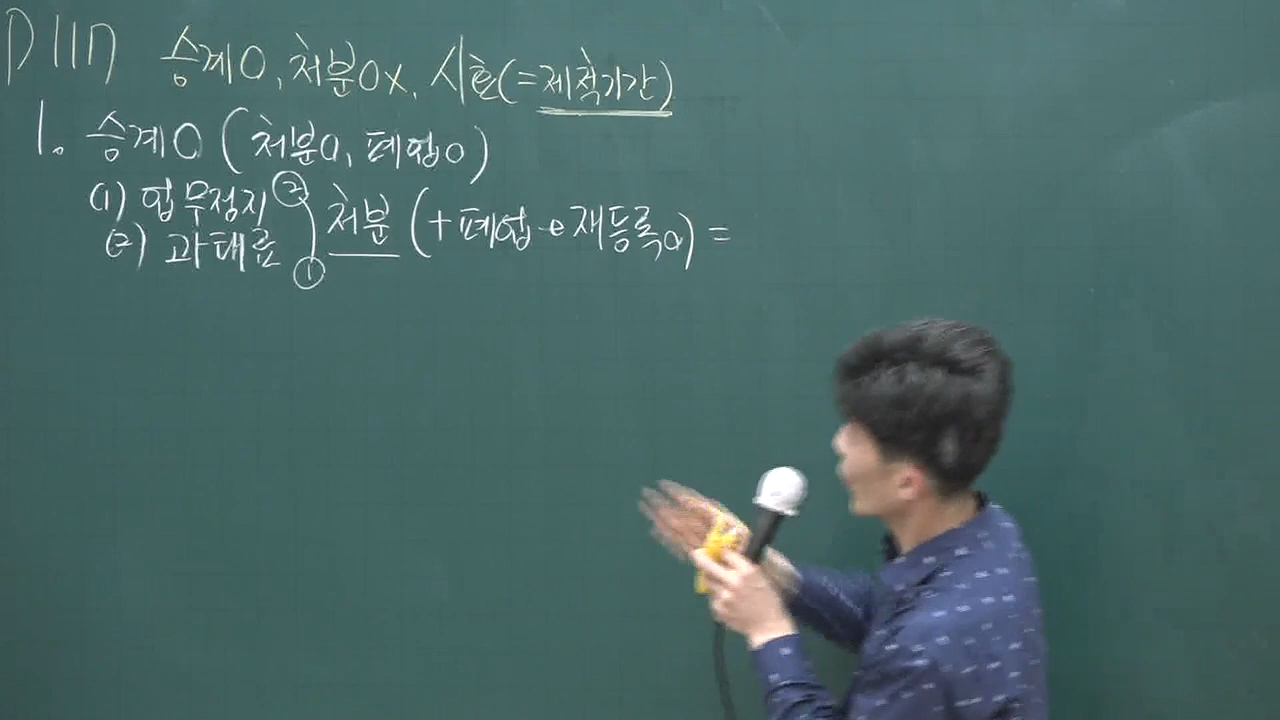 P117 승계O, 처분OX, 시효(=제척기간)
1. 승계O (처분O, 폐업O)
(1) 업무정지 ② 처분 (+폐업 e 재등록O) =
(2) 과태료 ①